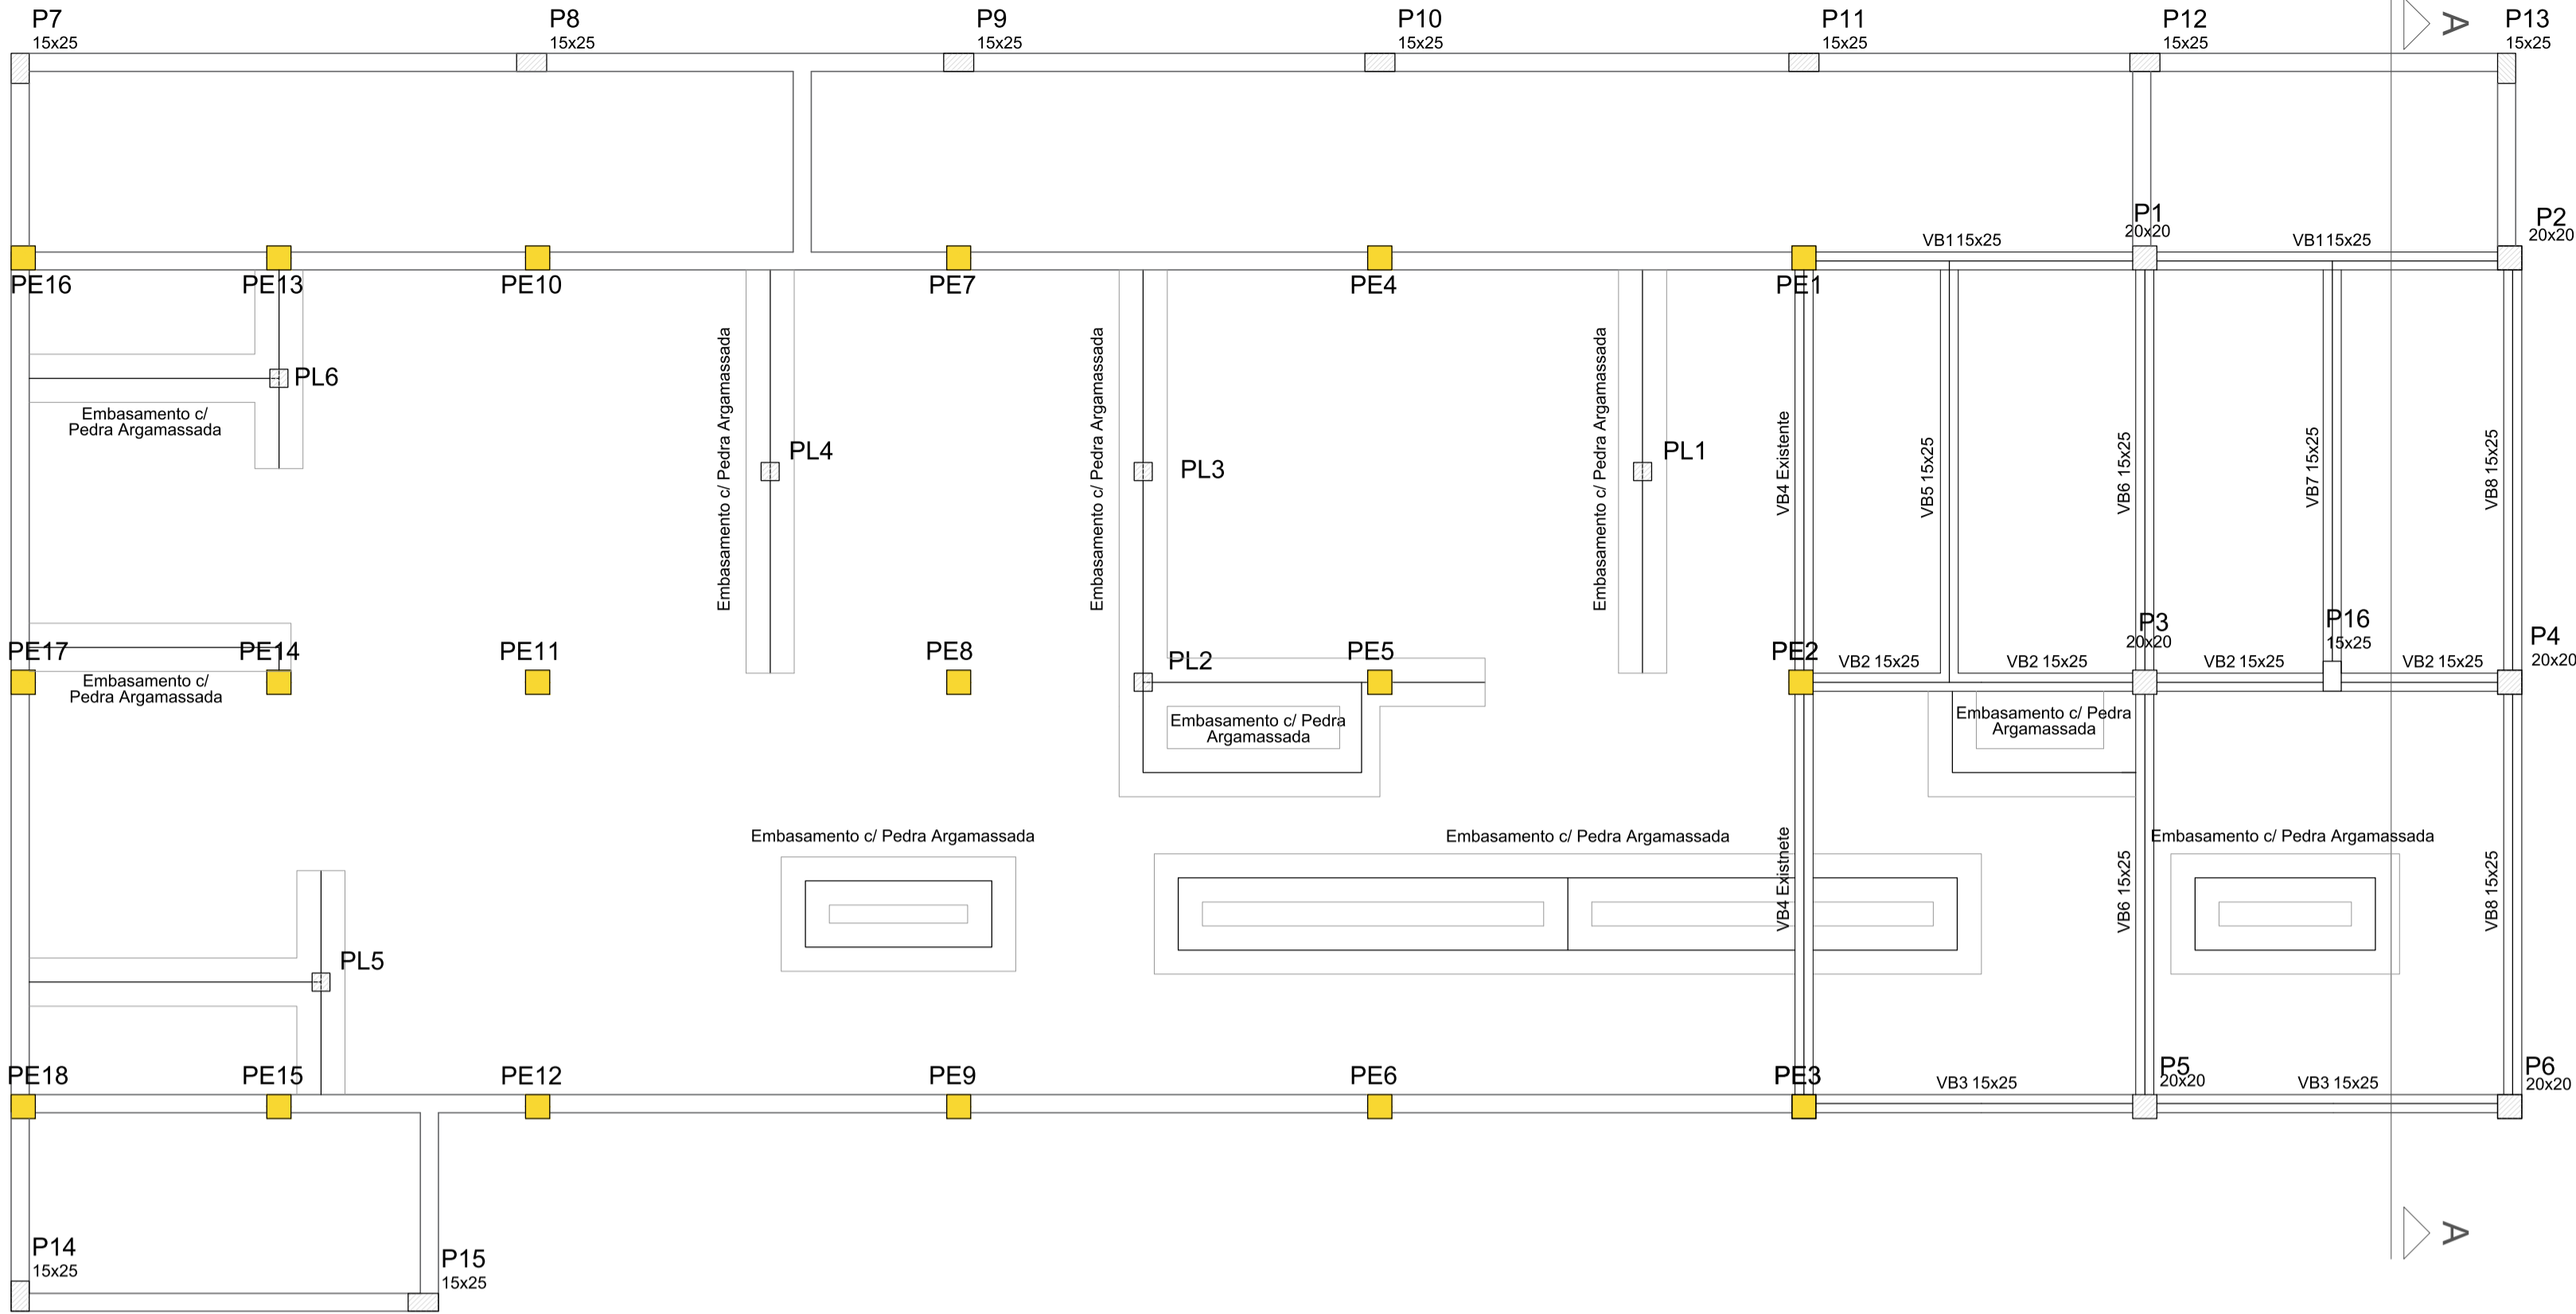 P7
15x25
P8
15x25
P9
15x25
P10
15x25
P11
15x25
P12
15x25
A
P13
15x25
P1
20x20
P2
20x20
VB115x25
VB115x25
PE16
PE13
PE10
PE7
PE4
PE1
PL6
Embasamento c/
Pedra Argamassada
Embasamento c/ Pedra Argamassada
PL4
Embasamento c/ Pedra Argamassada
PL3
Embasamento c/ Pedra Argamassada
PL1
VB4 Existente
VB5 15x25
VB6 15x25
VB7 15x25
VB8 15x25
PE17
PE14
PE11
PE8
PL2
PE5
PE2
P3
20x20
P16
15x25
P4
20x20
VB2 15x25
VB2 15x25
VB2 15x25
VB2 15x25
Embasamento c/
Pedra Argamassada
Embasamento c/ Pedra
Argamassada
Embasamento c/ Pedra
Argamassada
Embasamento c/ Pedra Argamassada
Embasamento c/ Pedra Argamassada
Embasamento c/ Pedra Argamassada
VB4 Existnete
VB6 15x25
VB8 15x25
PL5
PE18
PE15
PE12
PE9
PE6
PE3
VB3 15x25
P5
20x20
VB3 15x25
P6
20x20
P14
15x25
P15
15x25
A